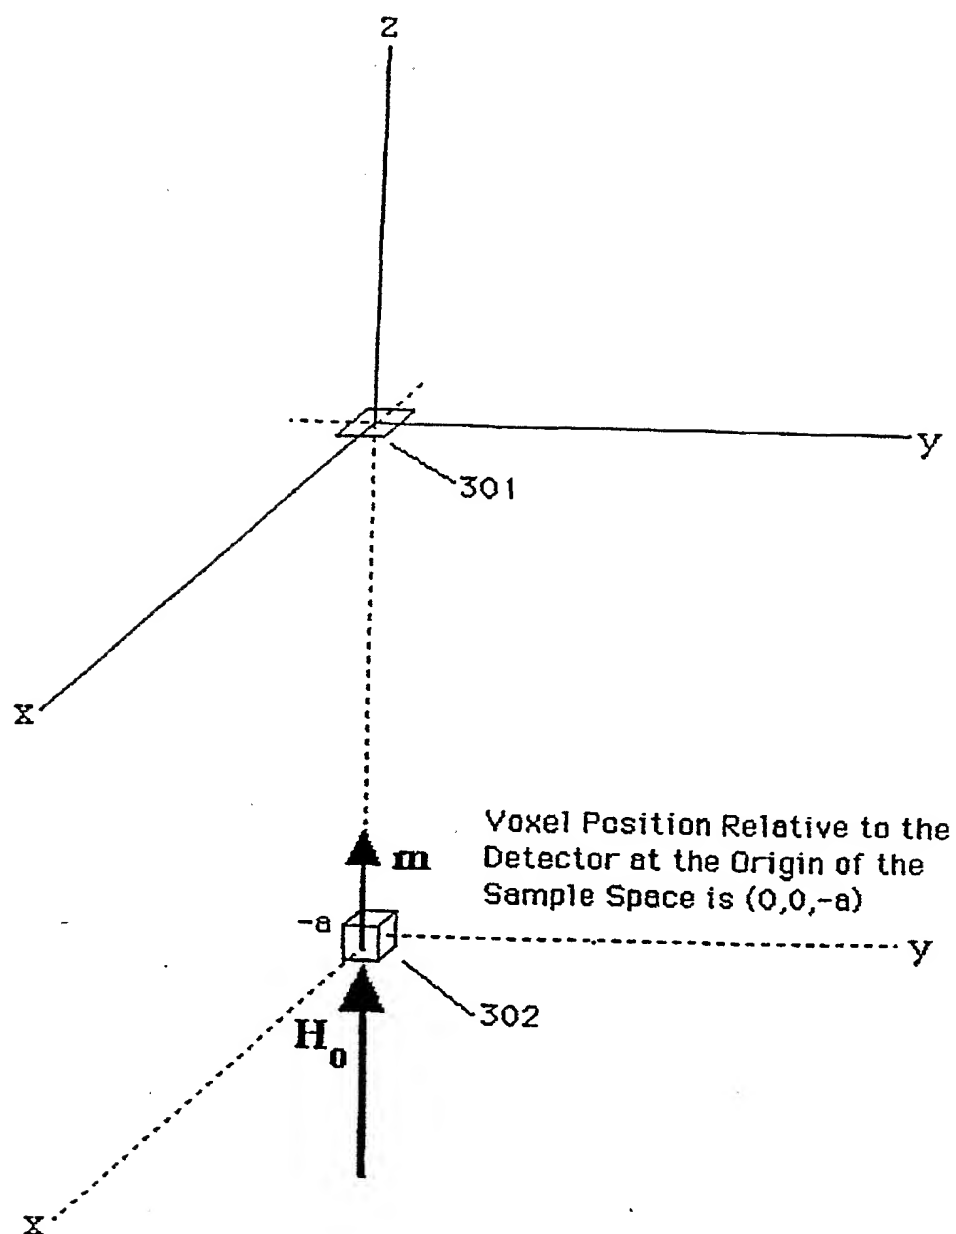 Z
y
301
X
Voxel Position Relative to the
Detector at the Origin of the
Sample Space is (0,0,-a)
m
-a
y
302
H0
X